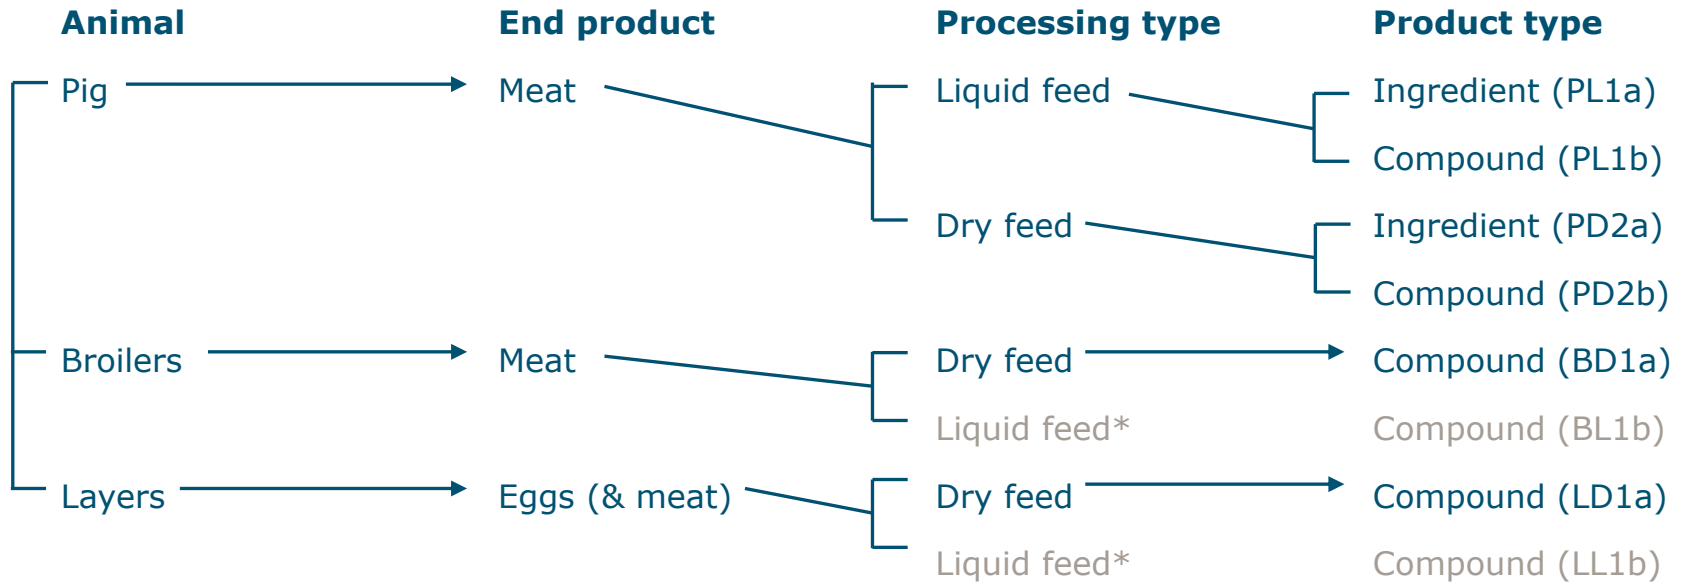 Animal End product Processing type Product type
Pig Meat Liquid feed Ingredient (PL1a)
Compound (PL1b)
Dry feed Ingredient (PD2a)
Compound (PD2b)
Broilers Meat Dry feed Compound (BD1a)
Liquid feed* Compound (BL1b)
Layers Eggs (& meat) Dry feed Compound (LD1a)
Liquid feed* Compound (LL1b)